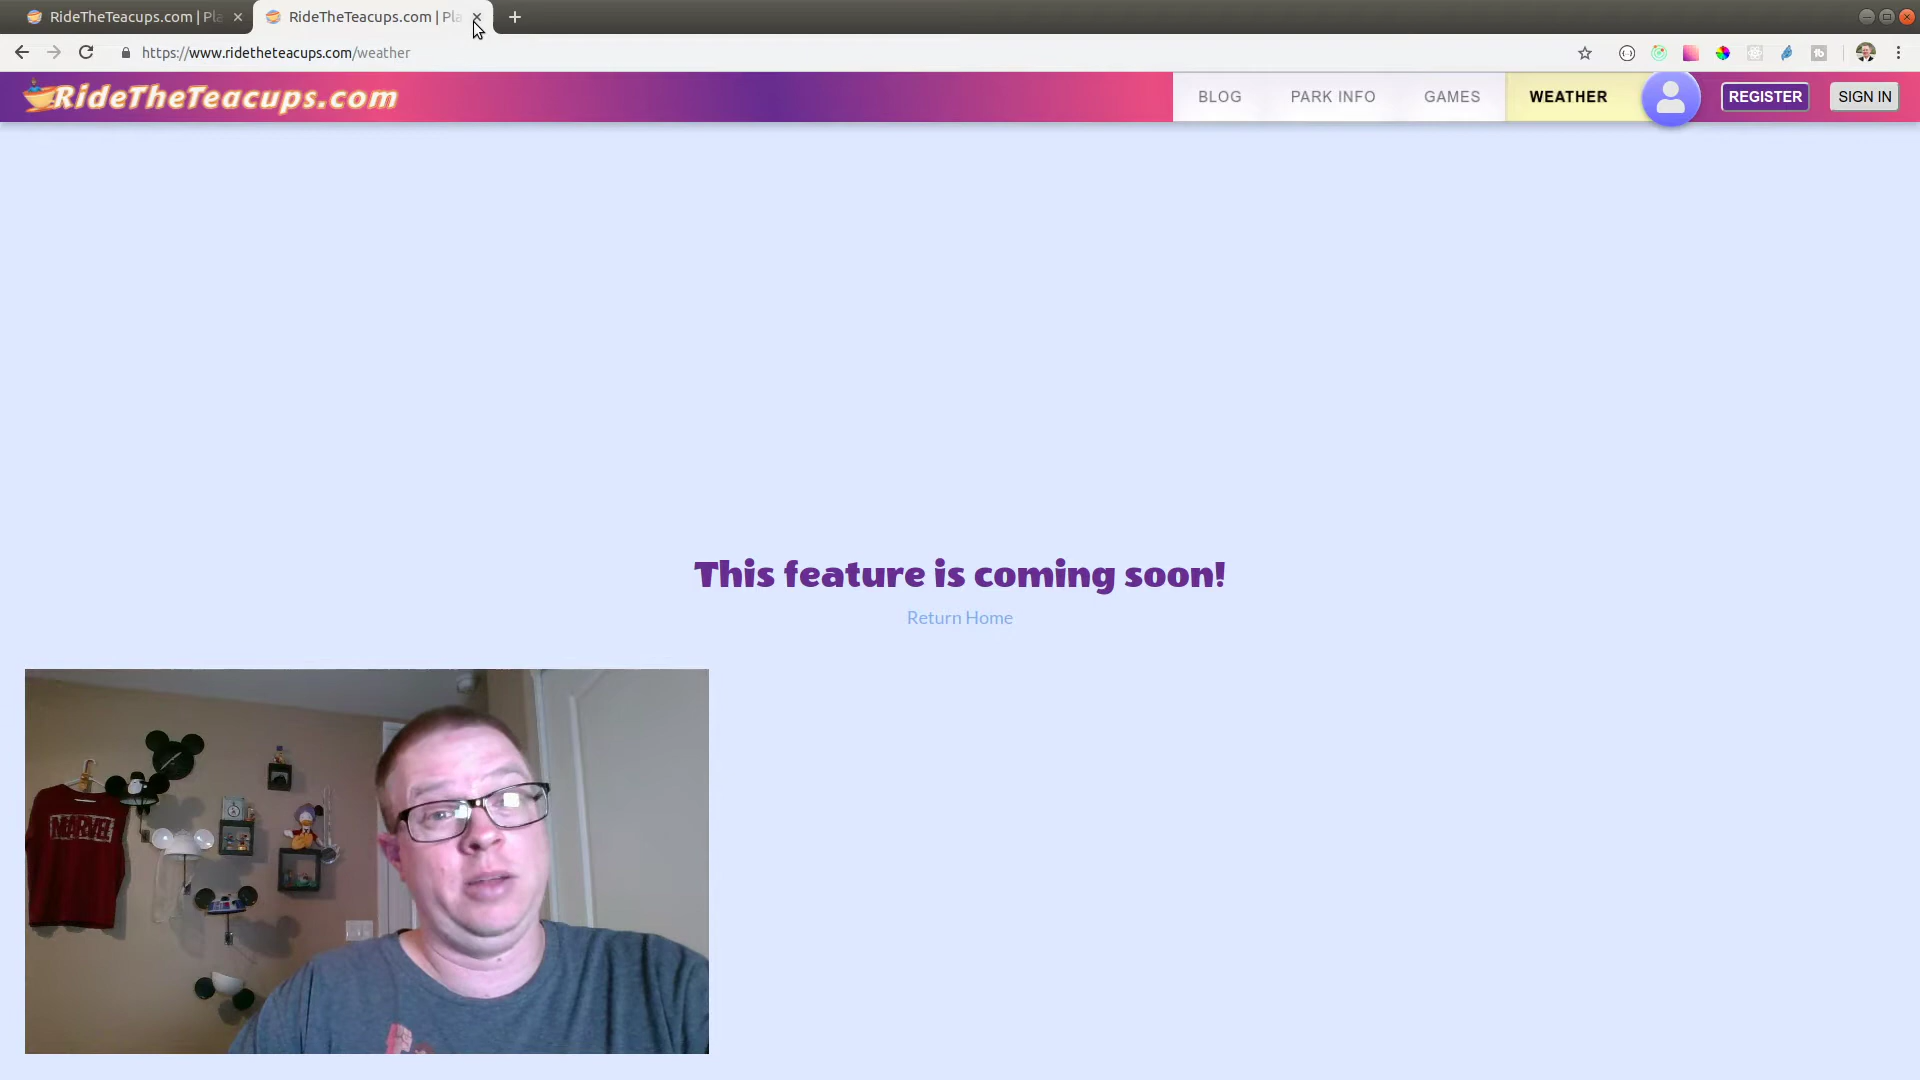 RideTheTeacups.com | Pla
RideTheTeacups.com | Pla
https://www.ridetheteacups.com/weather
RideTheTeacups.com
BLOG
PARK INFO
GAMES
WEATHER
REGISTER
SIGN IN
This feature is coming soon!
Return Home
MARVEL